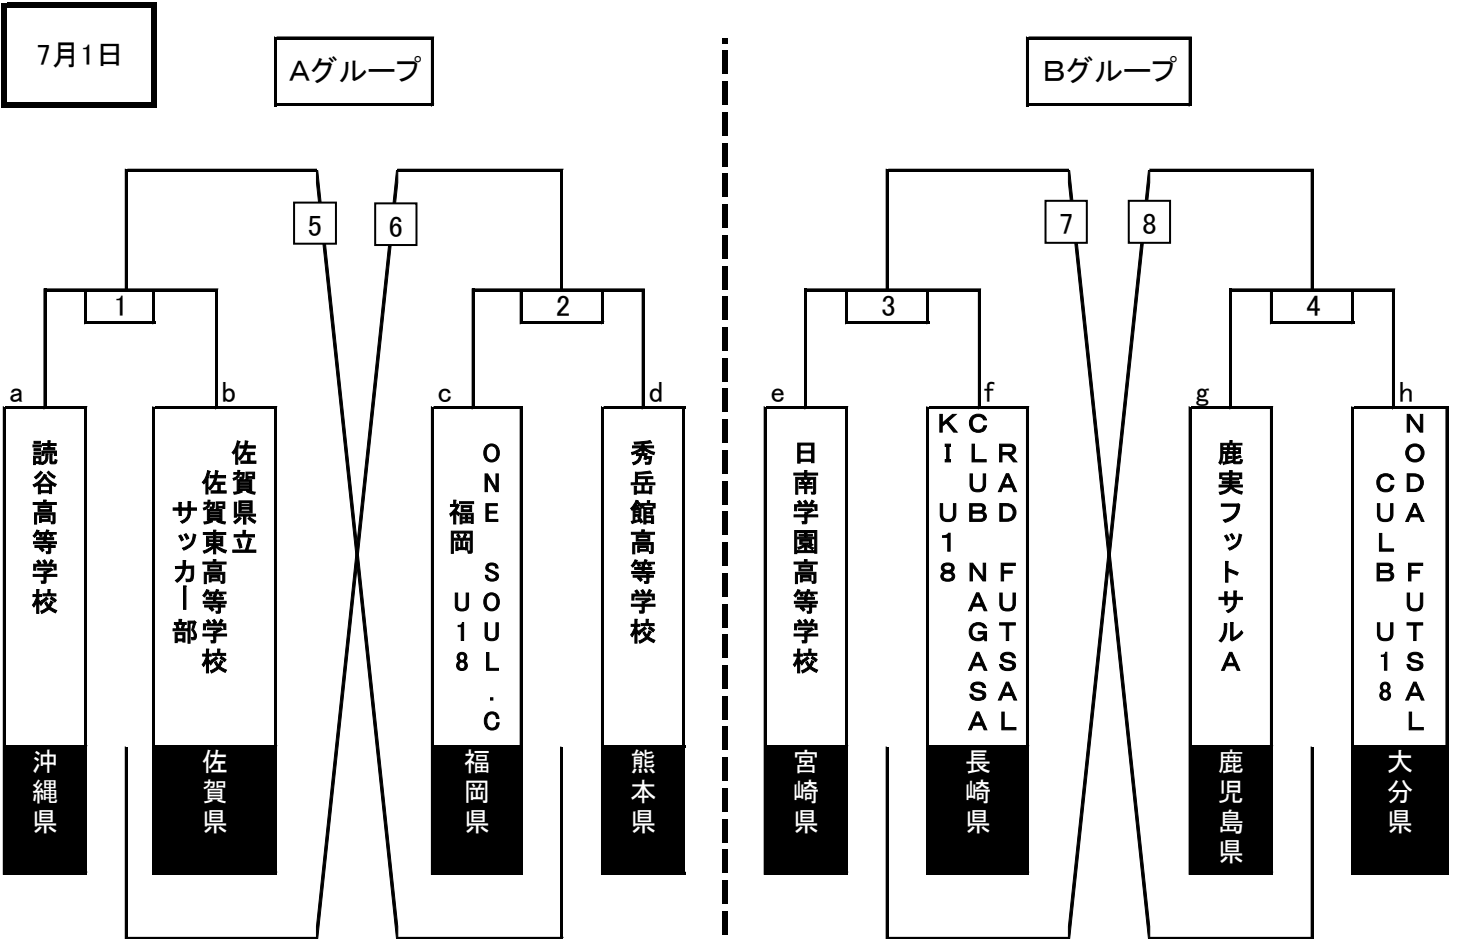 7月1日
Aグループ
Bグループ
5
6
7
8
1
2
3
4
a
b
c
d
e
f
g
h
読谷高等学校
沖縄県
佐賀県立
佐賀東高等学校
サッカー部
佐賀県
ONE SOUL.C
福岡 U18
福岡県
秀岳館高等学校
熊本県
日南学園高等学校
宮崎県
RAD FUTSAL
CLUB NAGASA
KI U18
長崎県
鹿実フットサルA
鹿児島県
NODA FUTSAL
CULB U18
大分県